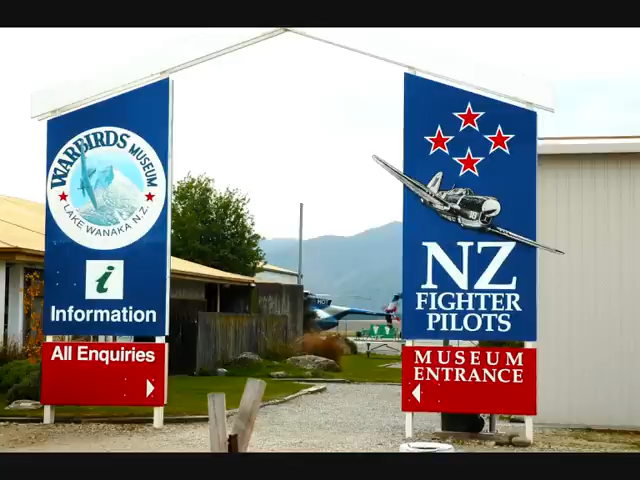 WARBIRDS MUSEUM
LAKE WANAKA N.Z.
i
Information
All Enquiries
NZ
FIGHTER
PILOTS
MUSEUM
ENTRANCE